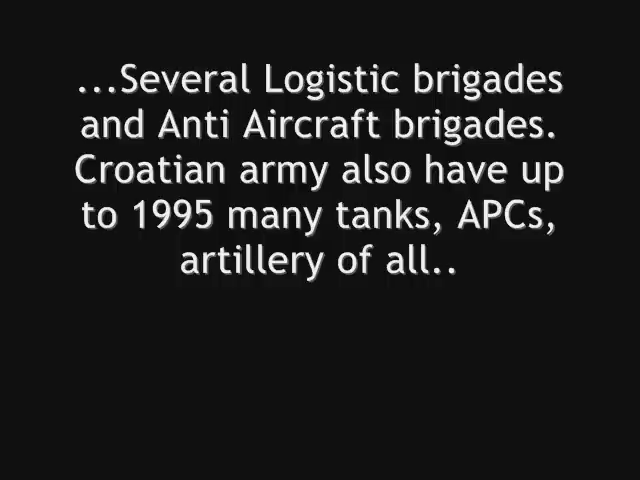 ...Several Logistic brigades
and Anti Aircraft brigades.
Croatian army also have up
to 1995 many tanks, APCs,
artillery of all..